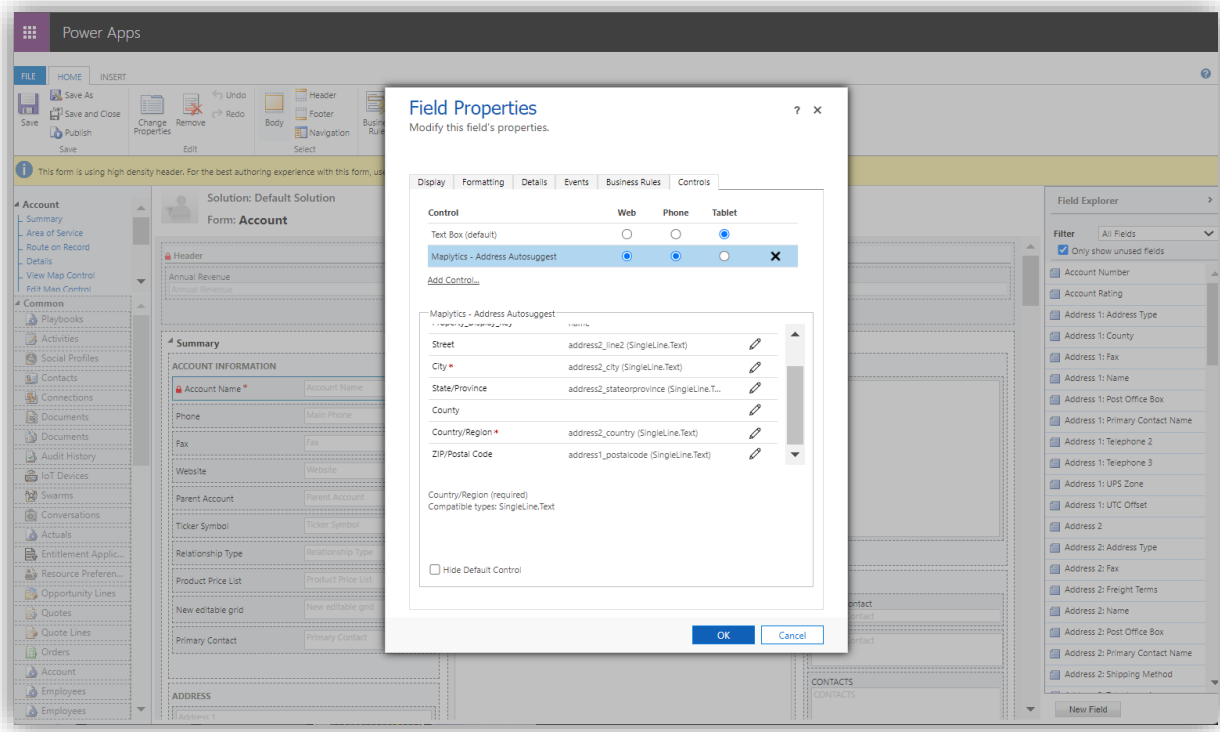 Power Apps
FILE HOME INSERT
Save
Save As
Save and Close
Publish
Save
Change Properties
Remove
Undo
Redo
Edit
Body
Header
Footer
Navigation
Select
This form is using high density header. For the best authoring experience with this form, use
Account
Summary
Area of Service
Route on Record
Details
View Map Control
Edit Map Control
Common
Playbooks
Activities
Social Profiles
Contacts
Connections
Documents
Documents
Audit History
IoT Devices
Swarms
Conversations
Actuals
Entitlement Applic...
Resource Preferen...
Opportunity Lines
Quotes
Quote Lines
Orders
Account
Employees
Employees
Solution: Default Solution
Form: Account
Header
Annual Revenue
Annual Revenue
Summary
ACCOUNT INFORMATION
Account Name * Account Name
Phone Main Phone
Fax Fax
Website Website
Parent Account Parent Account
Ticker Symbol Ticker Symbol
Relationship Type Relationship Type
Product Price List Product Price List
New editable grid New editable grid
Primary Contact Primary Contact
ADDRESS
Address 1
Field Properties
? X
Modify this field's properties.
Display Formatting Details Events Business Rules Controls
Control Web Phone Tablet
Text Box (default)
Maplytics - Address Autosuggest
Add Control...
Maplytics - Address Autosuggest
Property_Display_Key name
Street address2_line2 (SingleLine.Text)
City * address2_city (SingleLine.Text)
State/Province address2_stateorprovince (SingleLine.T...
County
Country/Region * address2_country (SingleLine.Text)
ZIP/Postal Code address1_postalcode (SingleLine.Text)
Country/Region (required)
Compatible types: SingleLine.Text
Hide Default Control
OK Cancel
CONTACTS
CONTACTS
Field Explorer
Filter All Fields
Only show unused fields
Account Number
Account Rating
Address 1: Address Type
Address 1: County
Address 1: Fax
Address 1: Name
Address 1: Post Office Box
Address 1: Primary Contact Name
Address 1: Telephone 2
Address 1: Telephone 3
Address 1: UPS Zone
Address 1: UTC Offset
Address 2
Address 2: Address Type
Address 2: Fax
Address 2: Freight Terms
Address 2: Name
Address 2: Post Office Box
Address 2: Primary Contact Name
Address 2: Shipping Method
New Field